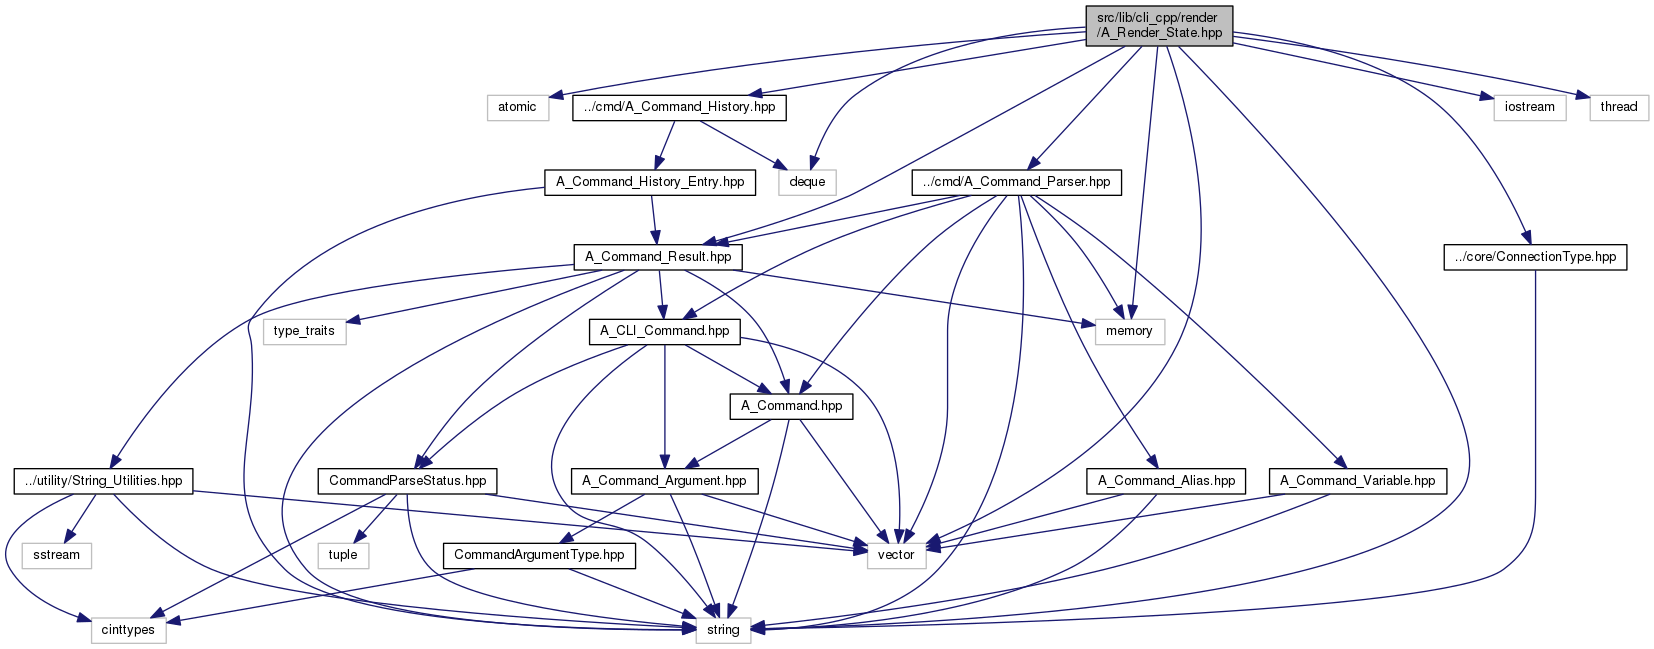 src/lib/cli_cpp/render
/A_Render_State.hpp
atomic
../cmd/A_Command_History.hpp
iostream
thread
A_Command_History_Entry.hpp
deque
../cmd/A_Command_Parser.hpp
A_Command_Result.hpp
../core/ConnectionType.hpp
type_traits
A_CLI_Command.hpp
memory
A_Command.hpp
../utility/String_Utilities.hpp
CommandParseStatus.hpp
A_Command_Argument.hpp
A_Command_Alias.hpp
A_Command_Variable.hpp
sstream
tuple
CommandArgumentType.hpp
vector
cinttypes
string